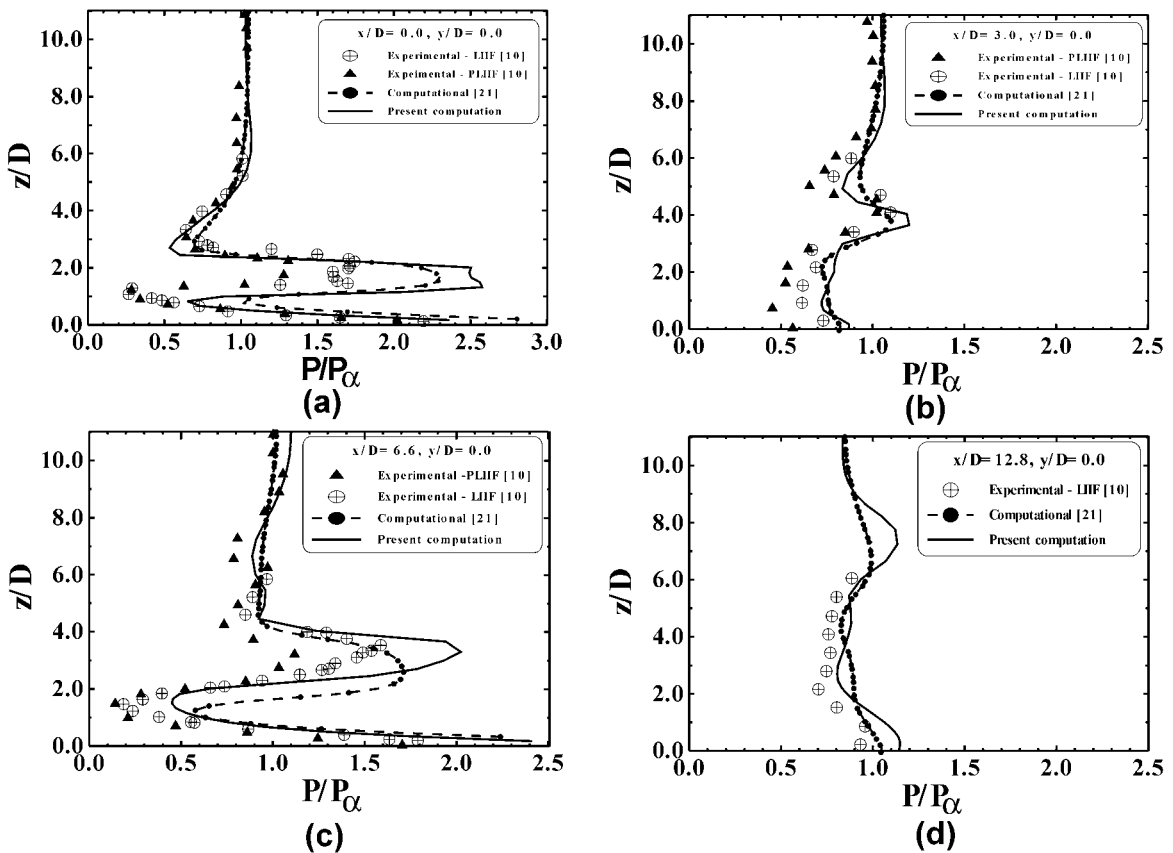 x/D= 0.0, y/D= 0.0
Experimental - LIIF [10]
Experimental - PLIIF [10]
Computational [21]
Present computation
z/D
10.0
8.0
6.0
4.0
2.0
0.0
0.0 0.5 1.0 1.5 2.0 2.5 3.0
P/Pα
(a)
x/D= 3.0, y/D= 0.0
Experimental - PLIIF [10]
Experimental - LIIF [10]
Computational [21]
Present computation
z/D
10.0
8.0
6.0
4.0
2.0
0.0
0.0 0.5 1.0 1.5 2.0 2.5
P/Pα
(b)
x/D= 6.6, y/D= 0.0
Experimental -PLIIF [10]
Experimental - LIIF [10]
Computational [21]
Present computation
z/D
10.0
8.0
6.0
4.0
2.0
0.0
0.0 0.5 1.0 1.5 2.0 2.5
P/Pα
(c)
x/D= 12.8, y/D= 0.0
Experimental - LIIF [10]
Computational [21]
Present computation
z/D
10.0
8.0
6.0
4.0
2.0
0.0
0.0 0.5 1.0 1.5 2.0 2.5
P/Pα
(d)